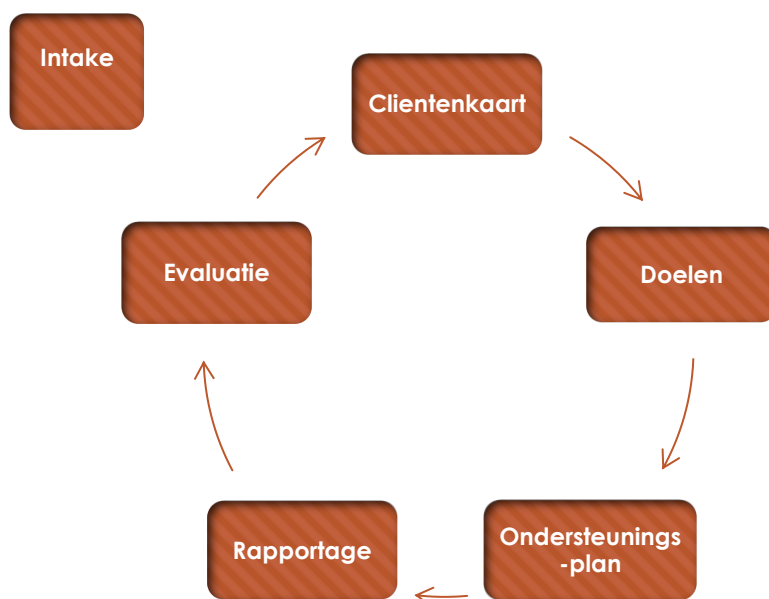 Intake
Clientenkaart
Doelen
Ondersteunings
-plan
Rapportage
Evaluatie